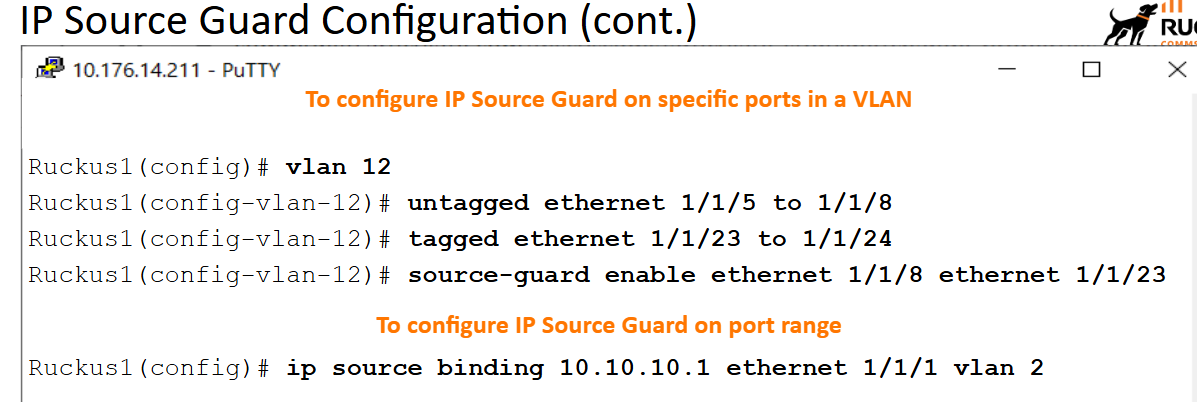 IP Source Guard Configuration (cont.)
10.176.14.211 - PuTTY
To configure IP Source Guard on specific ports in a VLAN
Ruckus1(config)# vlan 12
Ruckus1(config-vlan-12)# untagged ethernet 1/1/5 to 1/1/8
Ruckus1(config-vlan-12)# tagged ethernet 1/1/23 to 1/1/24
Ruckus1(config-vlan-12)# source-guard enable ethernet 1/1/8 ethernet 1/1/23
To configure IP Source Guard on port range
Ruckus1(config)# ip source binding 10.10.10.1 ethernet 1/1/1 vlan 2